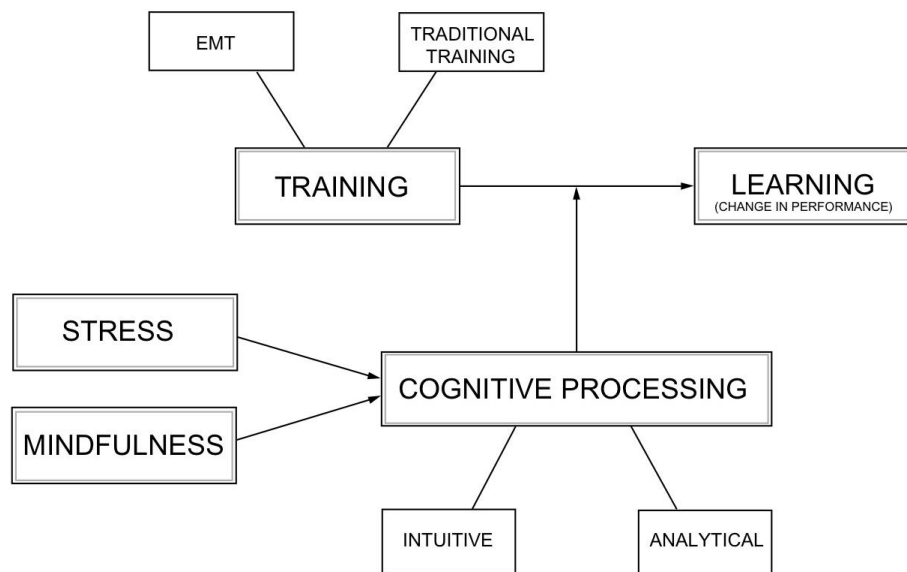 EMT
TRADITIONAL
TRAINING
TRAINING
LEARNING
(CHANGE IN PERFORMANCE)
STRESS
COGNITIVE PROCESSING
MINDFULNESS
INTUITIVE
ANALYTICAL